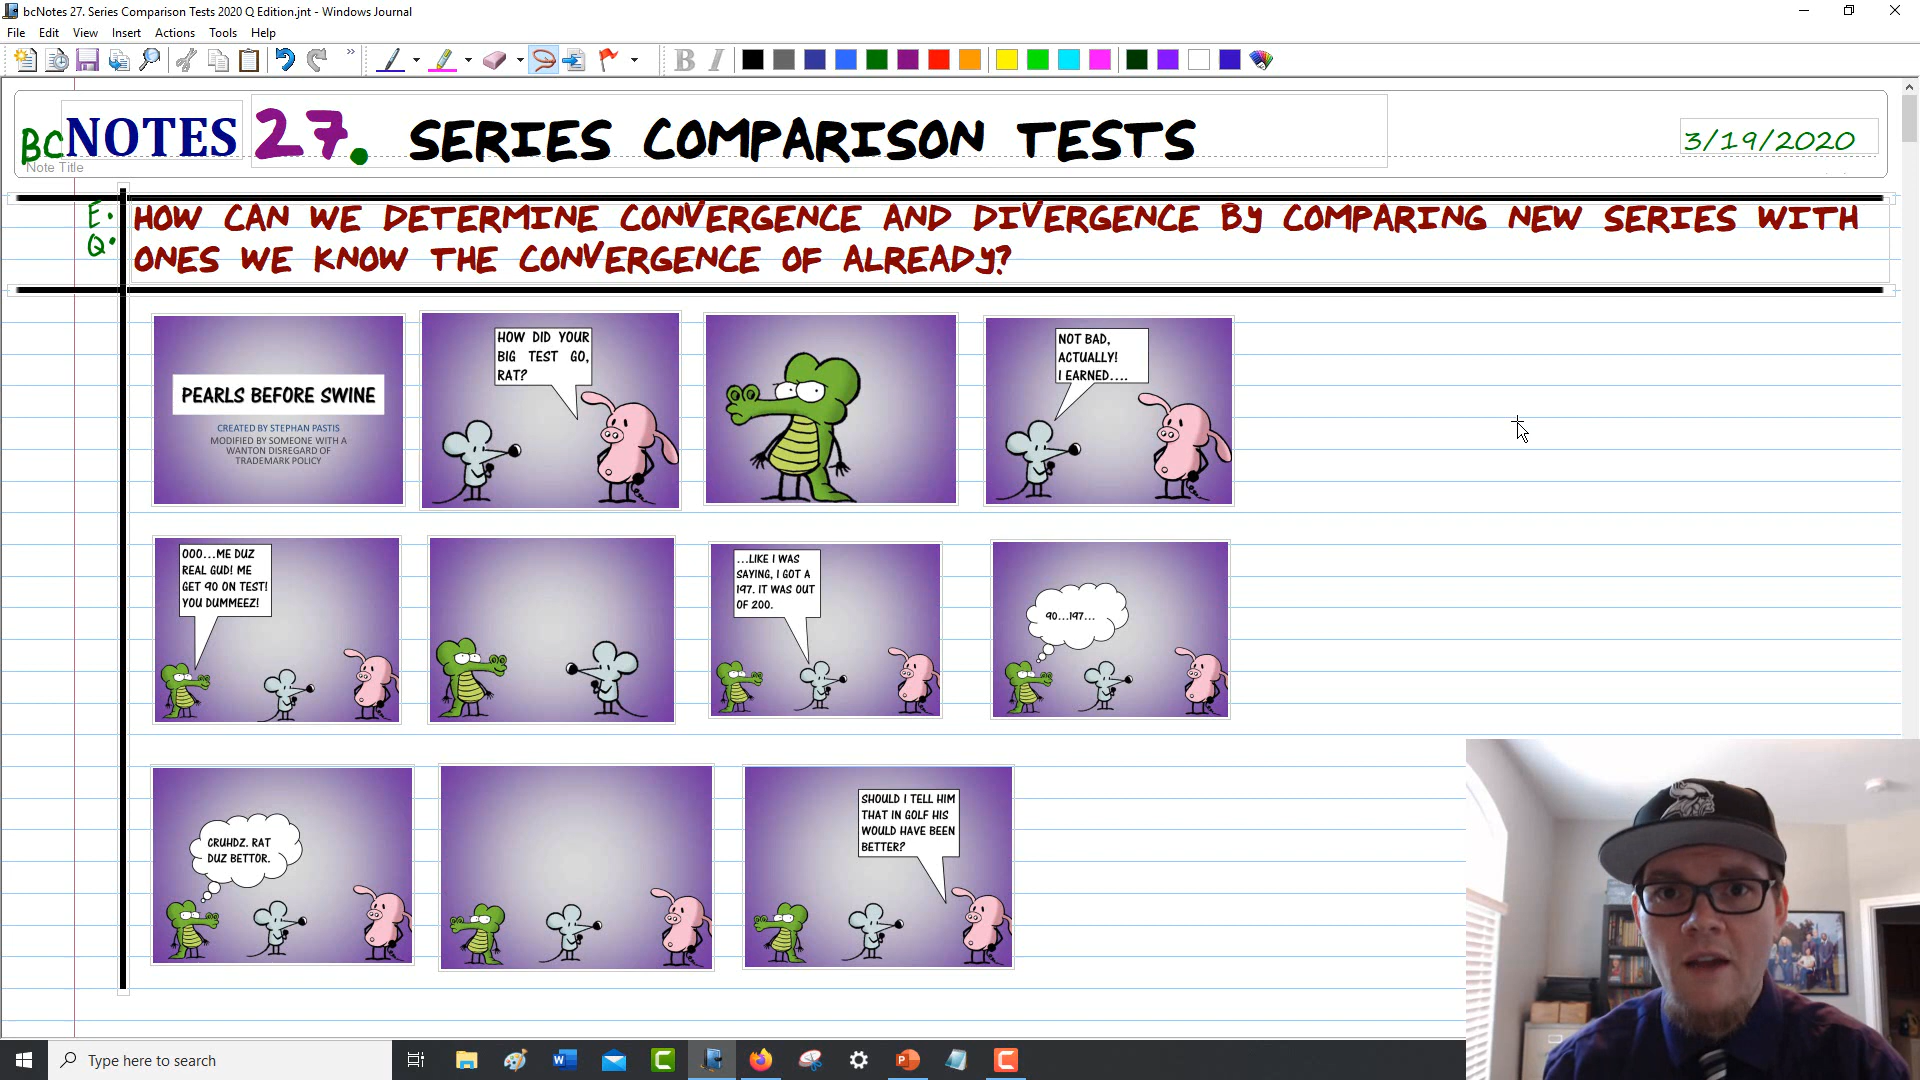 bcNotes 27. Series Comparison Tests 2020 Q Edition.jnt - Windows Journal
File Edit View Insert Actions Tools Help
B I
BC NOTES 27. SERIES COMPARISON TESTS
3/19/2020
Note Title
E.
Q.
HOW CAN WE DETERMINE CONVERGENCE AND DIVERGENCE BY COMPARING NEW SERIES WITH
ONES WE KNOW THE CONVERGENCE OF ALREADY?
PEARLS BEFORE SWINE
CREATED BY STEPHAN PASTIS
MODIFIED BY SOMEONE WITH A
WANTON DISREGARD OF
TRADEMARK POLICY
HOW DID YOUR
BIG TEST GO,
RAT?
NOT BAD,
ACTUALLY!
I EARNED....
OOO...ME DUZ
REAL GUD! ME
GET 90 ON TEST!
YOU DUMMEEZ!
...LIKE I WAS
SAYING, I GOT A
197. IT WAS OUT
OF 200.
90...197...
CRUHDZ. RAT
DUZ BETTOR.
SHOULD I TELL HIM
THAT IN GOLF HIS
WOULD HAVE BEEN
BETTER?
Type here to search